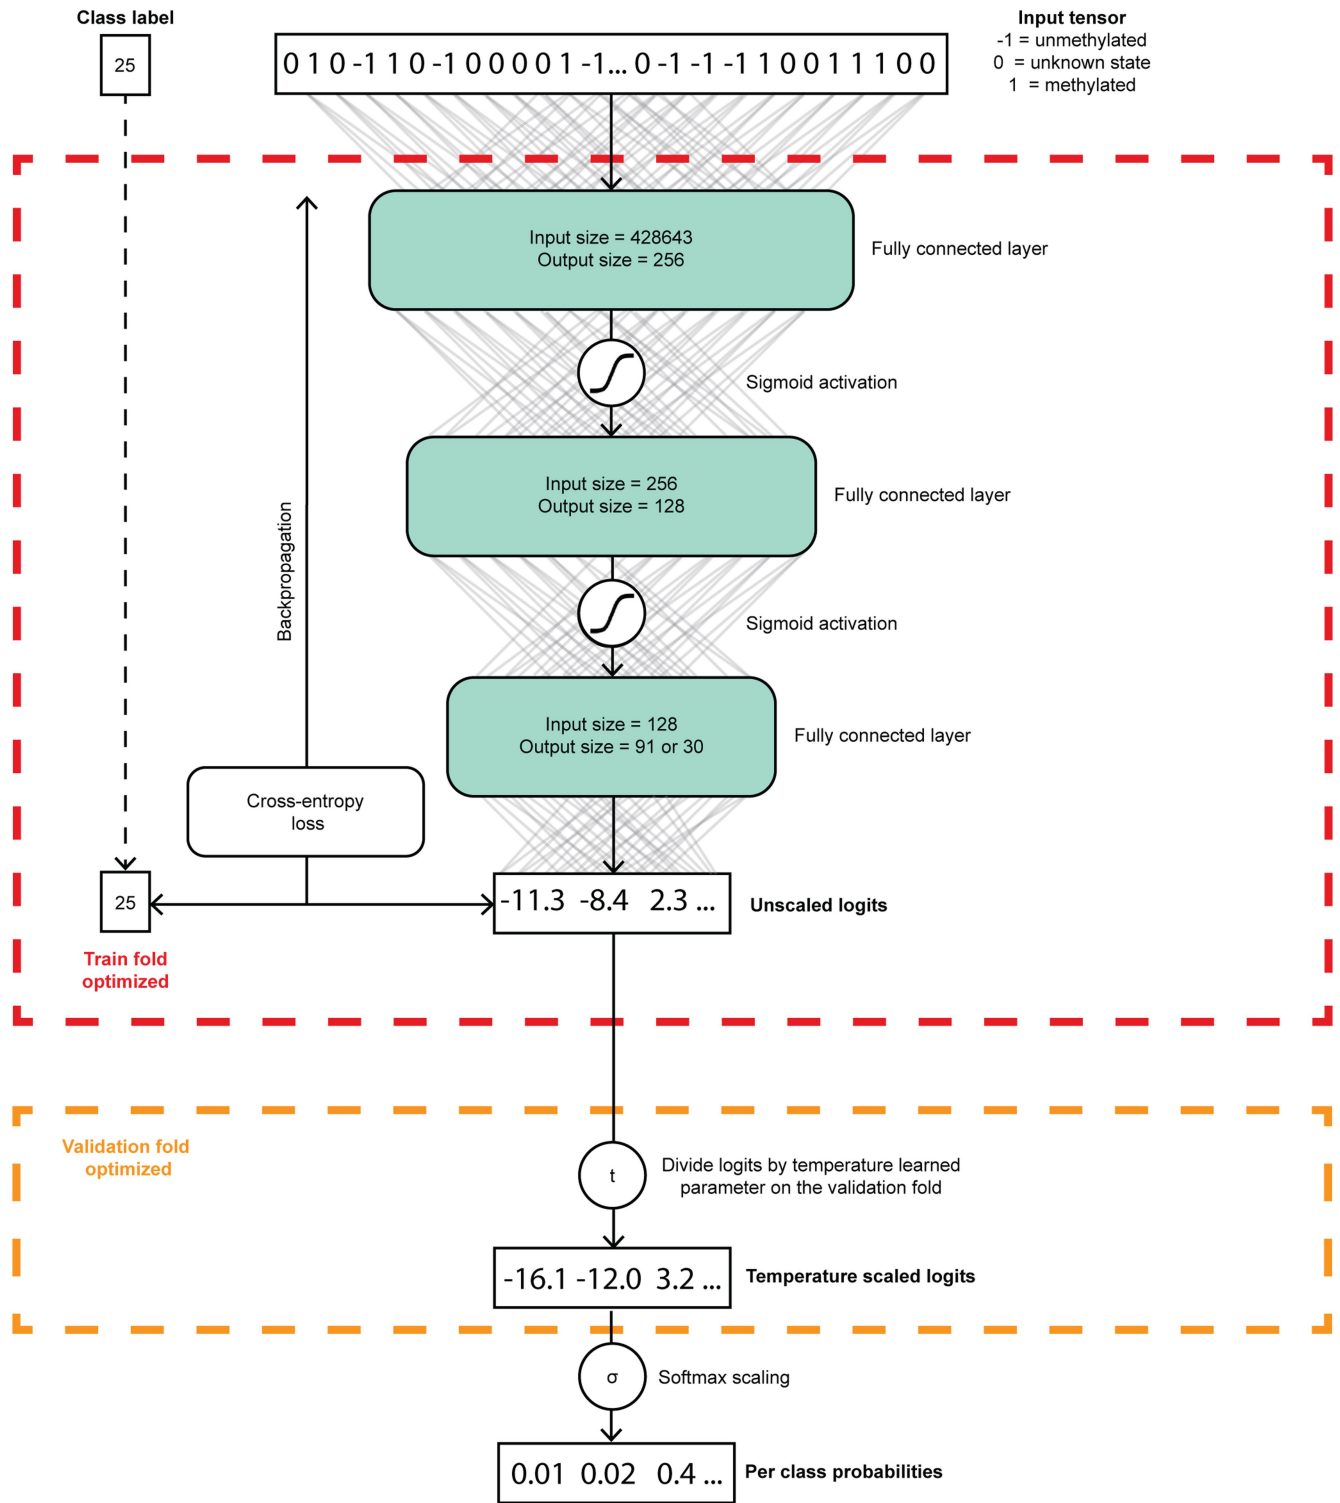 Class label
25
0 1 0 -1 1 0 -1 0 0 0 0 1 -1... 0 -1 -1 -1 1 0 0 1 1 1 0 0
Input tensor
-1 = unmethylated
0 = unknown state
1 = methylated
Input size = 428643
Output size = 256
Fully connected layer
Sigmoid activation
Input size = 256
Output size = 128
Fully connected layer
Backpropagation
Sigmoid activation
Input size = 128
Output size = 91 or 30
Fully connected layer
Cross-entropy
loss
25
-11.3 -8.4 2.3 ...
Unscaled logits
Train fold
optimized
Validation fold
optimized
t
Divide logits by temperature learned
parameter on the validation fold
-16.1 -12.0 3.2 ...
Temperature scaled logits
σ
Softmax scaling
0.01 0.02 0.4 ...
Per class probabilities